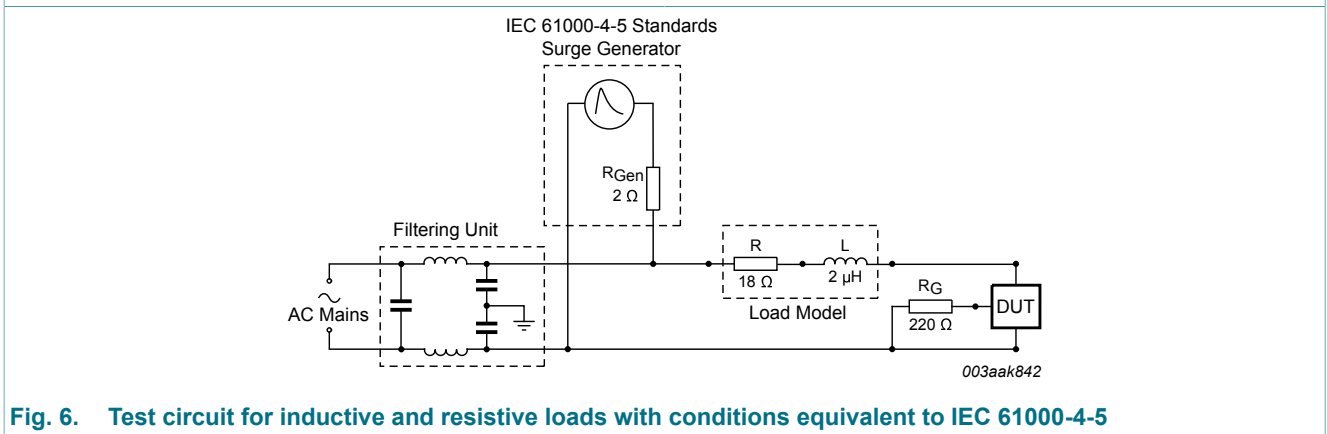 IEC 61000-4-5 Standards
Surge Generator
RGen
2 Ω
Filtering Unit
R
L
18 Ω
2 μH
Load Model
RG
220 Ω
DUT
AC Mains
003aak842
Fig. 6. Test circuit for inductive and resistive loads with conditions equivalent to IEC 61000-4-5